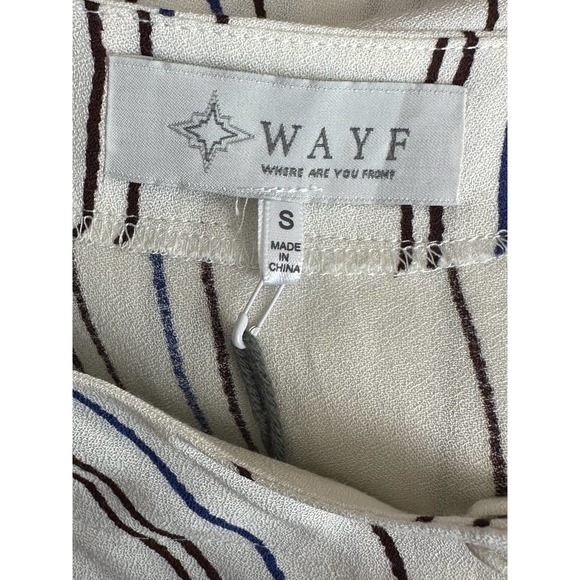 WAYF
WHERE ARE YOU FROM?
S
MADE
IN
CHINA